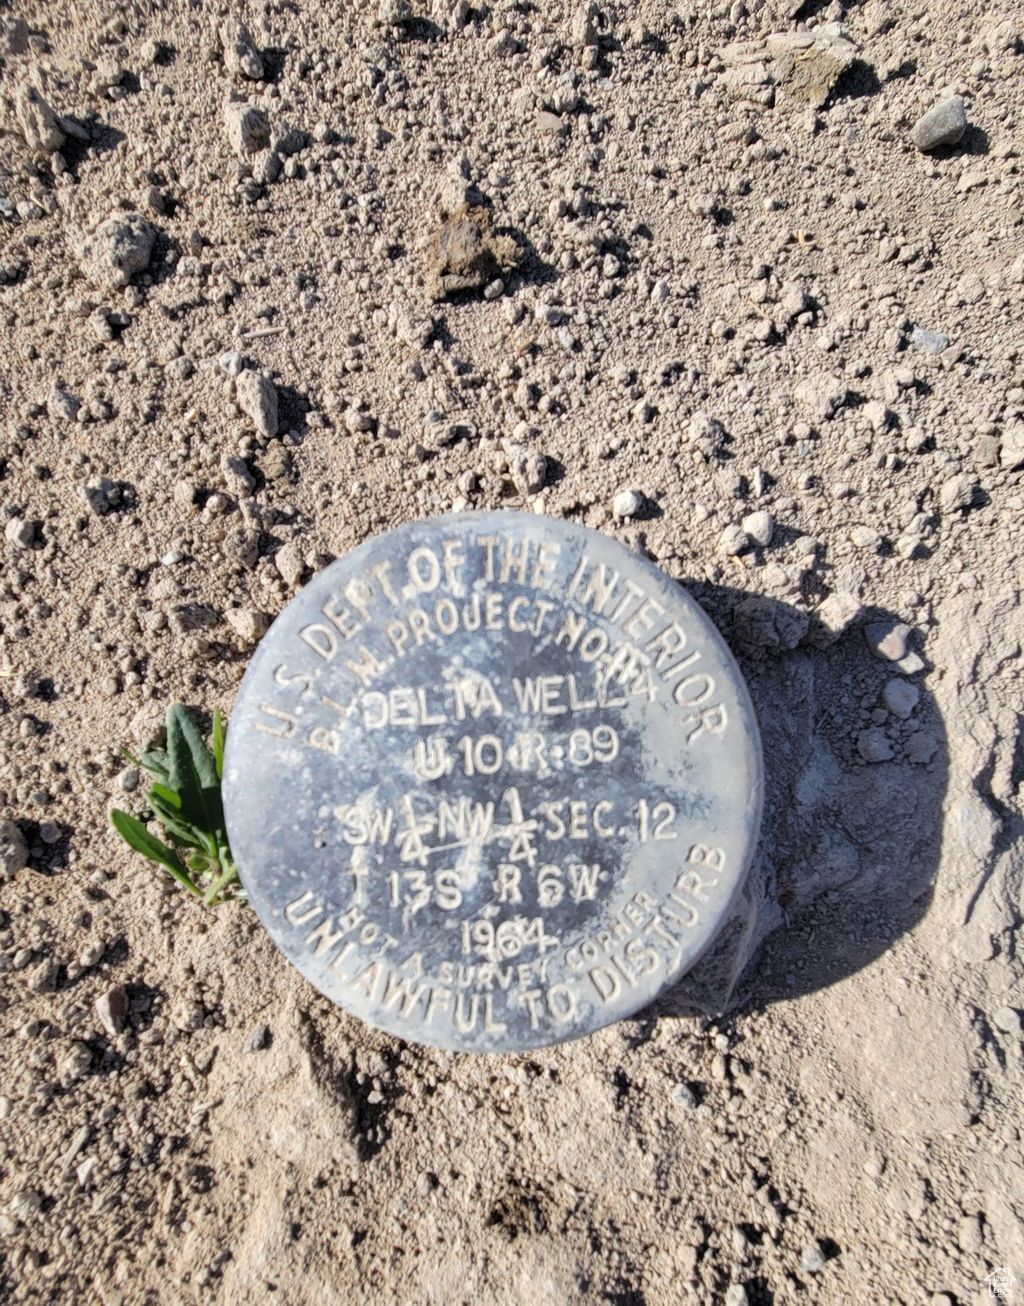 U.S. DEPT. OF THE INTERIOR
B.L.M. PROJECT NO.
DELTA WELL
U 10·R·89
SW 1/4 NW 1/4 SEC. 12
T 13S R 6W
1964
NOT A SURVEY CORNER
UNLAWFUL TO DISTURB